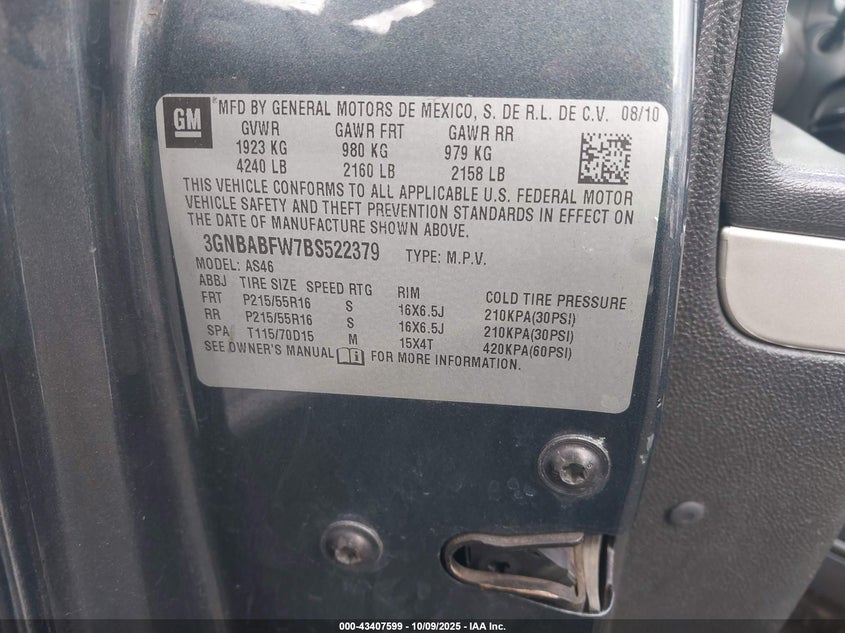 GM
MFD BY GENERAL MOTORS DE MEXICO, S. DE R.L. DE C.V. 08/10
GVWR GAWR FRT GAWR RR
1923 KG 980 KG 979 KG
4240 LB 2160 LB 2158 LB
THIS VEHICLE CONFORMS TO ALL APPLICABLE U.S. FEDERAL MOTOR
VEHICLE SAFETY AND THEFT PREVENTION STANDARDS IN EFFECT ON
THE DATE OF MANUFACTURE SHOWN ABOVE.
3GNBABFW7BS522379 TYPE: M.P.V.
MODEL: AS46
ABBJ TIRE SIZE SPEED RTG RIM COLD TIRE PRESSURE
FRT P215/55R16 S 16X6.5J 210KPA(30PSI)
RR P215/55R16 S 16X6.5J 210KPA(30PSI)
SPA T115/70D15 M 15X4T 420KPA(60PSI)
SEE OWNER'S MANUAL i FOR MORE INFORMATION.
000-43407599 - 10/09/2025 - IAA Inc.